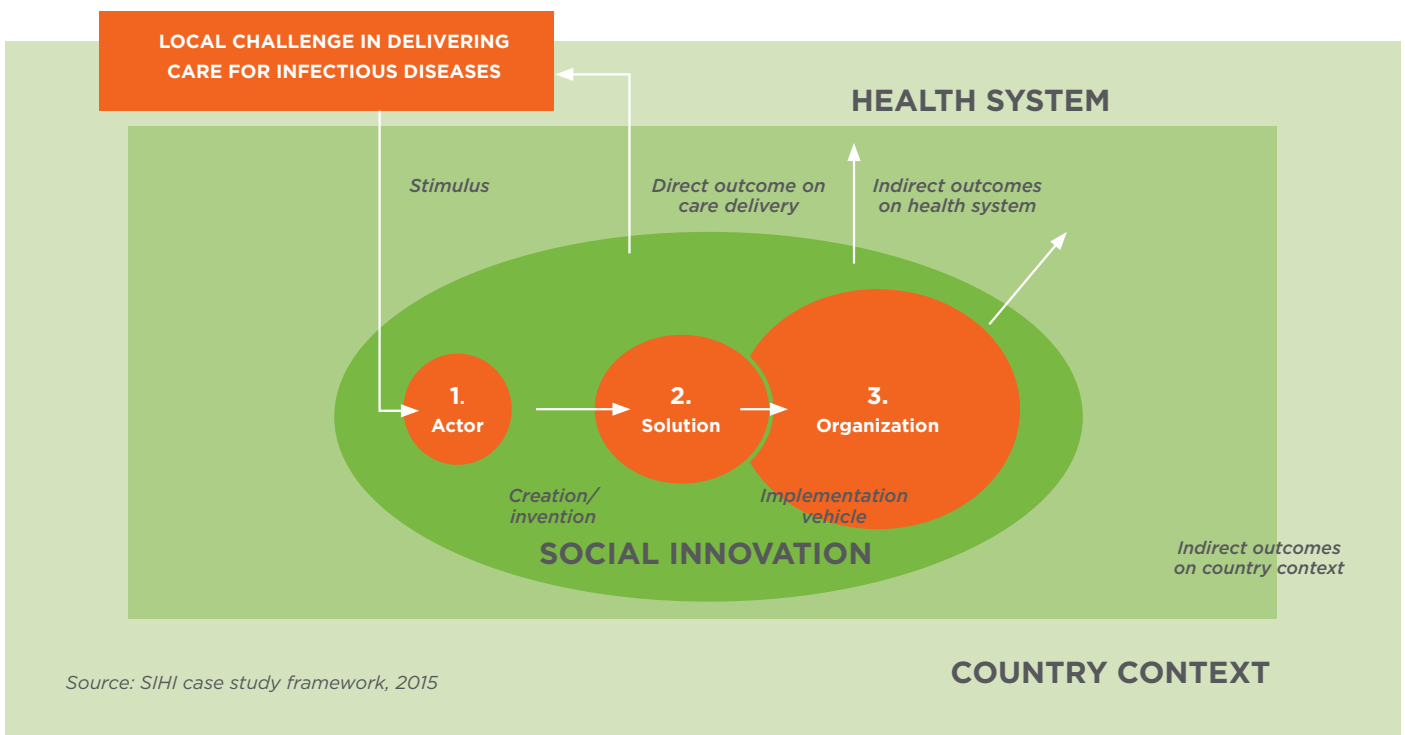 LOCAL CHALLENGE IN DELIVERING
CARE FOR INFECTIOUS DISEASES
HEALTH SYSTEM
Stimulus
Direct outcome on
care delivery
Indirect outcomes
on health system
1.
Actor
2.
Solution
3.
Organization
Creation/
invention
Implementation
vehicle
SOCIAL INNOVATION
Indirect outcomes
on country context
COUNTRY CONTEXT
Source: SIHI case study framework, 2015